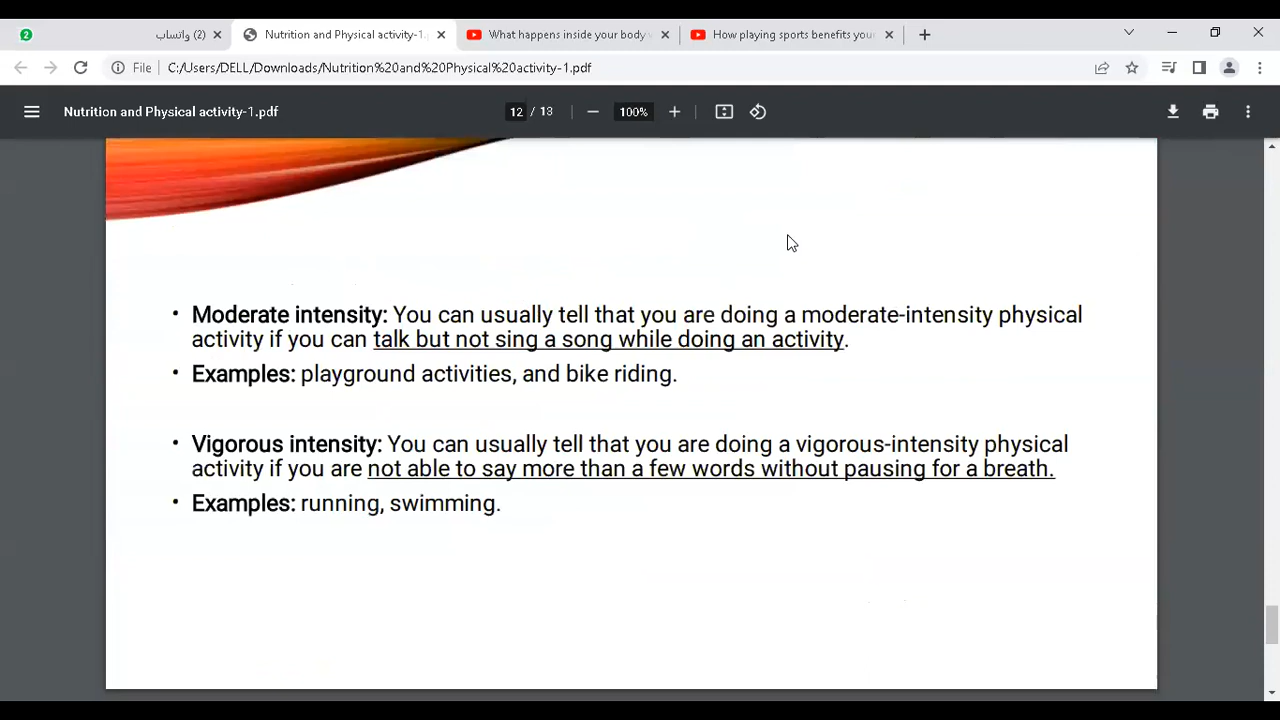 2
(2) واتساب
Nutrition and Physical activity-1.
What happens inside your body
How playing sports benefits your
File
C:/Users/DELL/Downloads/Nutrition%20and%20Physical%20activity-1.pdf
Nutrition and Physical activity-1.pdf
12 / 13
100%
• Moderate intensity: You can usually tell that you are doing a moderate-intensity physical
activity if you can talk but not sing a song while doing an activity.
• Examples: playground activities, and bike riding.
• Vigorous intensity: You can usually tell that you are doing a vigorous-intensity physical
activity if you are not able to say more than a few words without pausing for a breath.
• Examples: running, swimming.